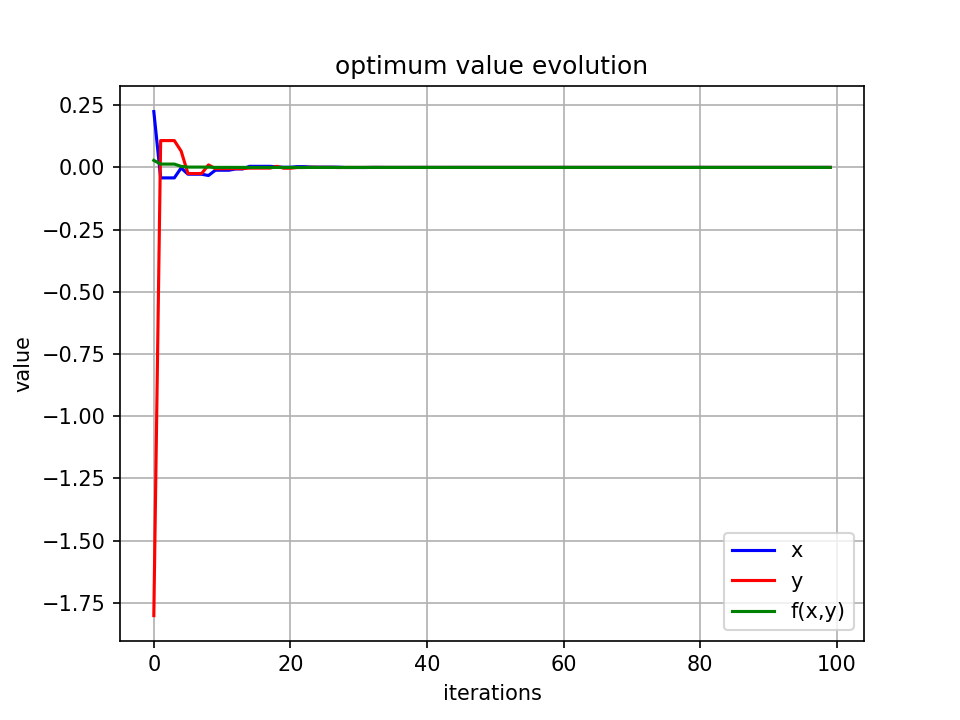 optimum value evolution
0.25
0.00
−0.25
−0.50
−0.75
−1.00
−1.25
−1.50
−1.75
value
0 20 40 60 80 100
iterations
x
y
f(x,y)